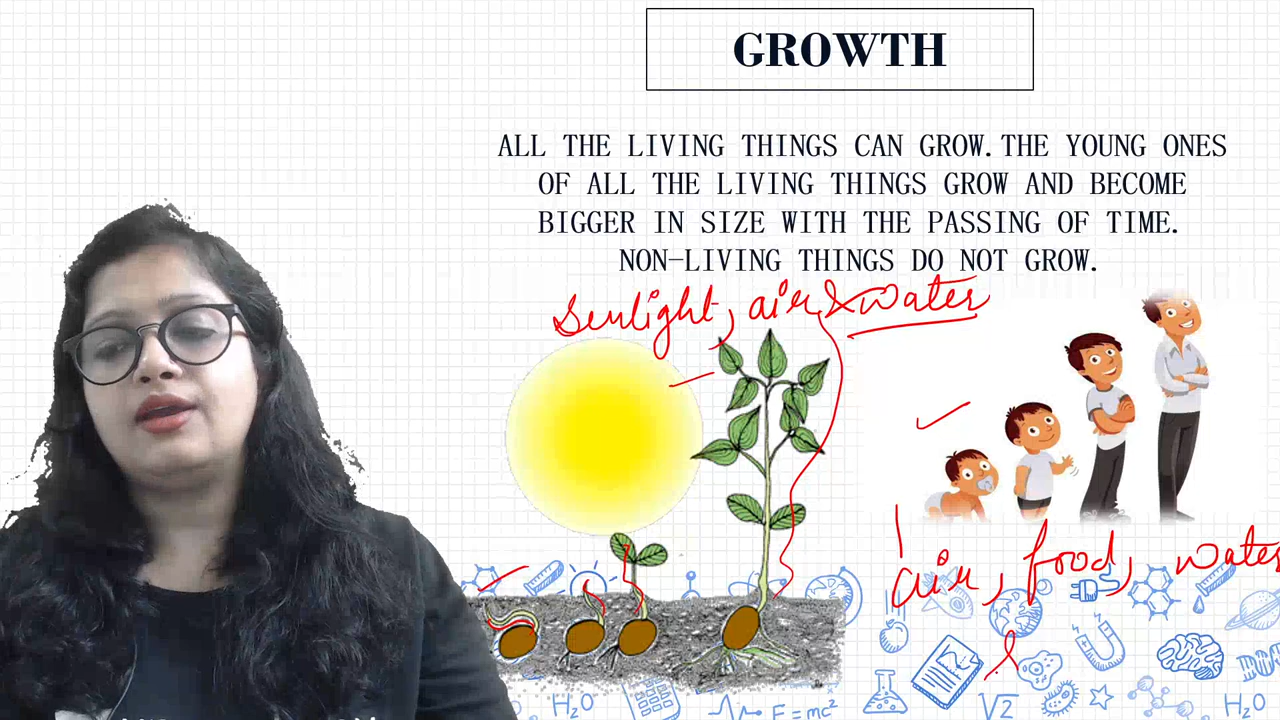 GROWTH
ALL THE LIVING THINGS CAN GROW. THE YOUNG ONES
OF ALL THE LIVING THINGS GROW AND BECOME
BIGGER IN SIZE WITH THE PASSING OF TIME.
NON-LIVING THINGS DO NOT GROW.
Sunlight, air & water
air, food, water
&
H₂O
F=mc²
√2
H₂O